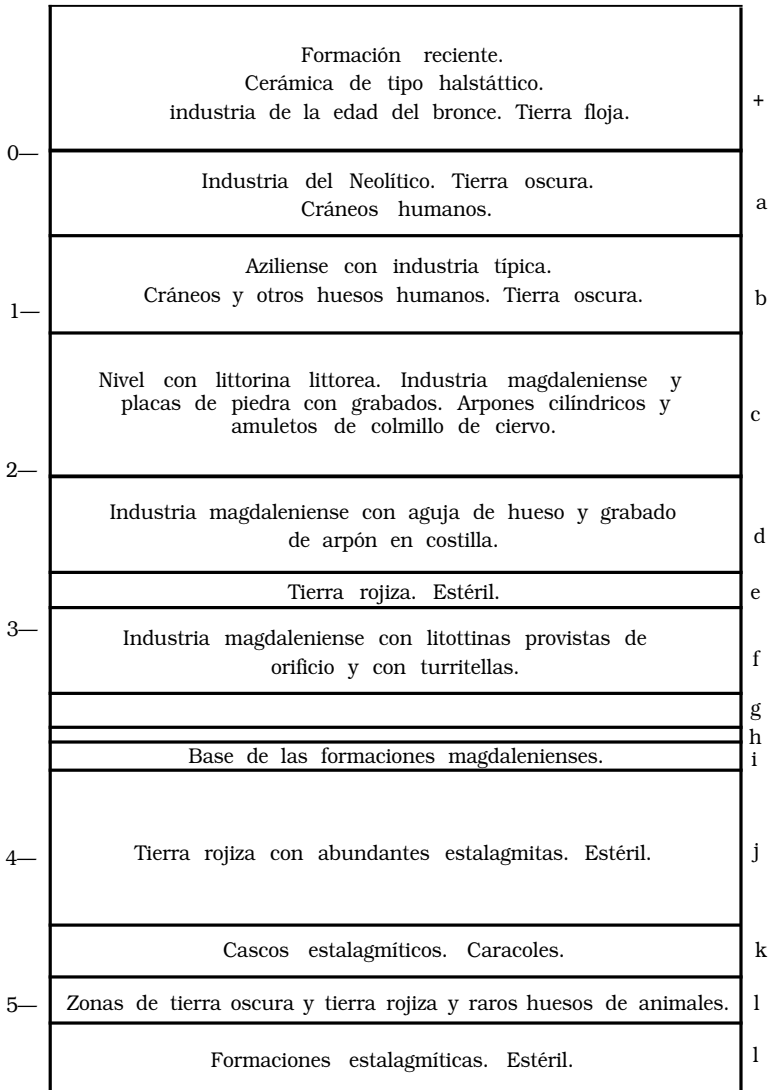 Formación reciente.
Cerámica de tipo halstáttico.
industria de la edad del bronce. Tierra floja.
+
0—
Industria del Neolítico. Tierra oscura.
Cráneos humanos.
a
Aziliense con industria típica.
Cráneos y otros huesos humanos. Tierra oscura.
b
1—
Nivel con littorina littorea. Industria magdaleniense y
placas de piedra con grabados. Arpones cilíndricos y
amuletos de colmillo de ciervo.
c
2—
Industria magdaleniense con aguja de hueso y grabado
de arpón en costilla.
d
Tierra rojiza. Estéril.
e
3—
Industria magdaleniense con litottinas provistas de
orificio y con turritellas.
f
g
h
Base de las formaciones magdalenienses.
i
4—
Tierra rojiza con abundantes estalagmitas. Estéril.
j
Cascos estalagmíticos. Caracoles.
k
5—
Zonas de tierra oscura y tierra rojiza y raros huesos de animales.
l
Formaciones estalagmíticas. Estéril.
l